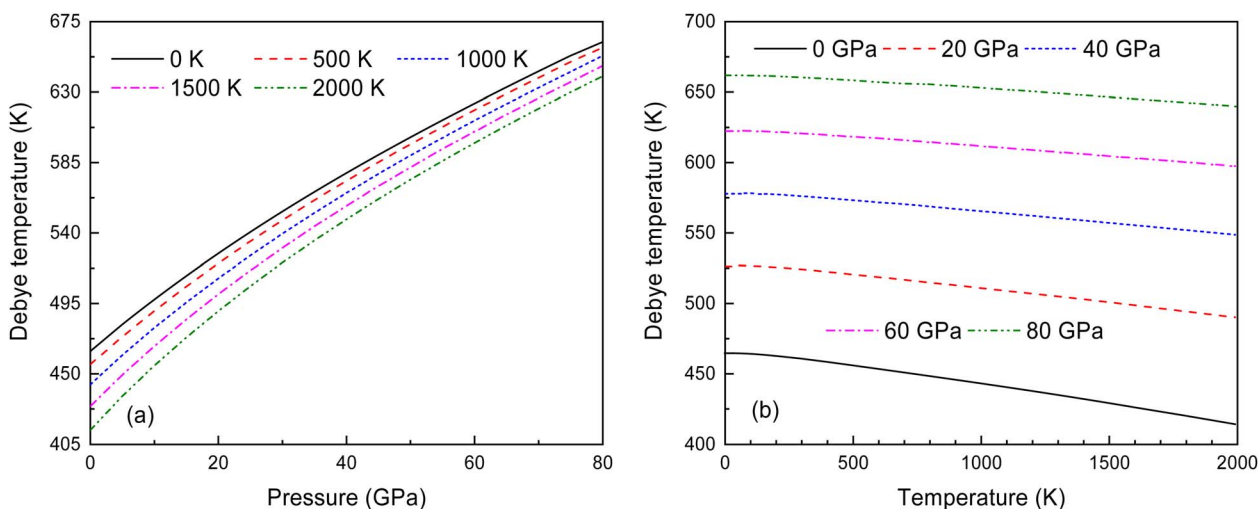 675
630
585
540
495
450
405
Debye temperature (K)
0 K
500 K
1000 K
1500 K
2000 K
(a)
0
20
40
60
80
Pressure (GPa)
700
650
600
550
500
450
400
Debye temperature (K)
0 GPa
20 GPa
40 GPa
60 GPa
80 GPa
(b)
0
500
1000
1500
2000
Temperature (K)